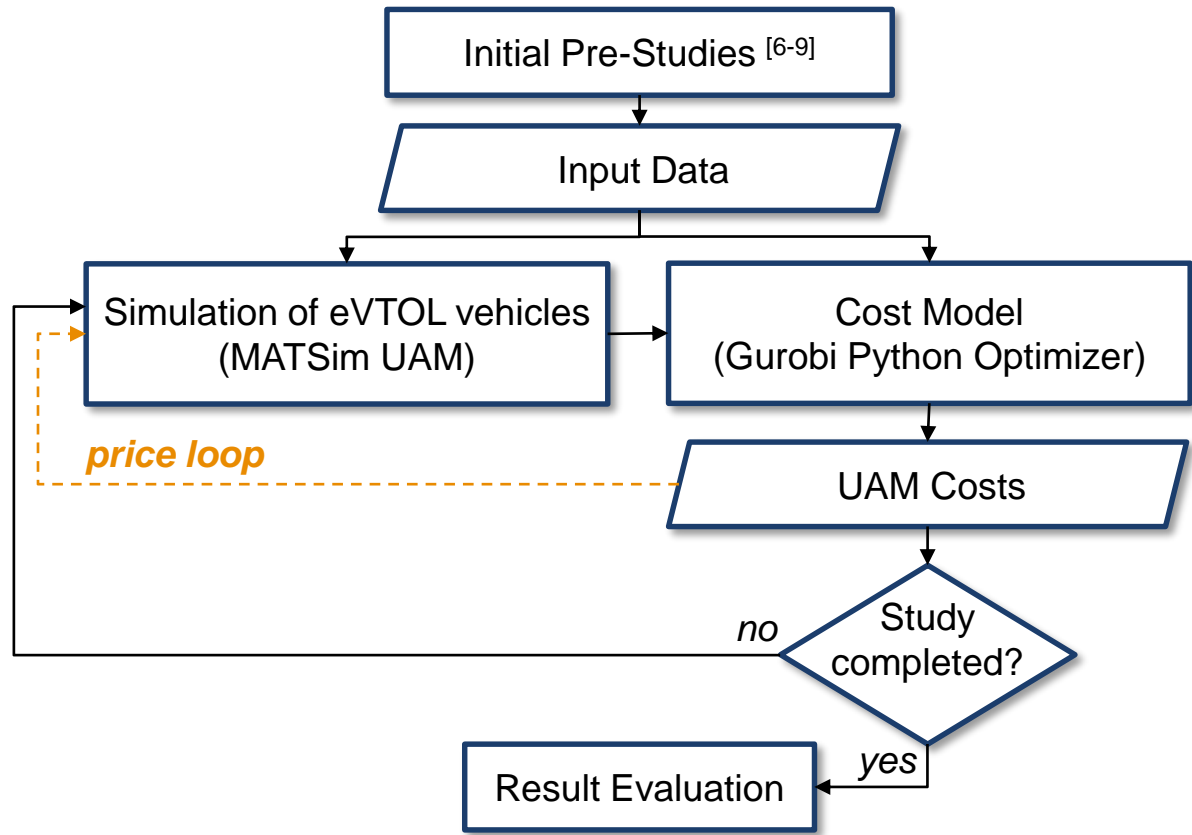 Initial Pre-Studies [6-9]
Input Data
Simulation of eVTOL vehicles
(MATSim UAM)
Cost Model
(Gurobi Python Optimizer)
price loop
UAM Costs
no
Study
completed?
yes
Result Evaluation